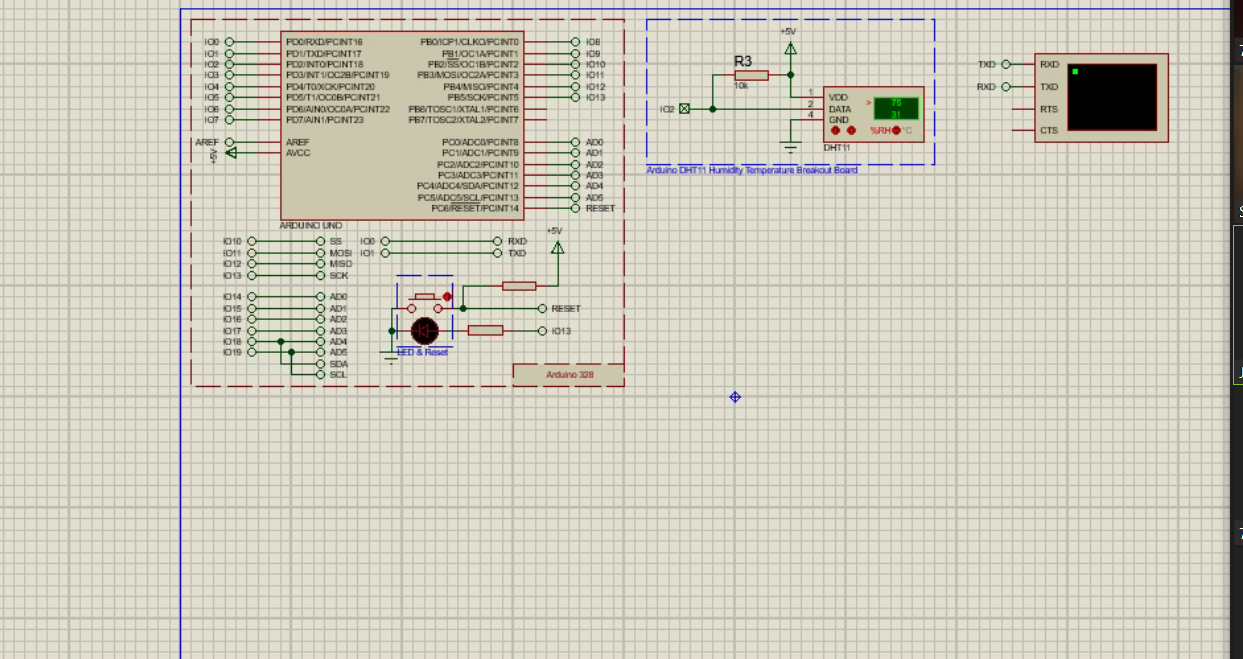 IO0 PD0/RXD/PCINT16 PB0/ICP1/CLKO/PCINT0 IO8
IO1 PD1/TXD/PCINT17 PB1/OC1A/PCINT1 IO9
IO2 PD2/INT0/PCINT18 PB2/SS/OC1B/PCINT2 IO10
IO3 PD3/INT1/OC2B/PCINT19 PB3/MOSI/OC2A/PCINT3 IO11
IO4 PD4/T0/XCK/PCINT20 PB4/MISO/PCINT4 IO12
IO5 PD5/T1/OC0B/PCINT21 PB5/SCK/PCINT5 IO13
IO6 PD6/AIN0/OC0A/PCINT22 PB6/TOSC1/XTAL1/PCINT6
IO7 PD7/AIN1/PCINT23 PB7/TOSC2/XTAL2/PCINT7
AREF AREF PC0/ADC0/PCINT8 AD0
+5V AVCC PC1/ADC1/PCINT9 AD1
PC2/ADC2/PCINT10 AD2
PC3/ADC3/PCINT11 AD3
PC4/ADC4/SDA/PCINT12 AD4
PC5/ADC5/SCL/PCINT13 AD5
PC6/RESET/PCINT14 RESET
ARDUINO UNO
IO10 SS IO0 RXD
IO11 MOSI IO1 TXD
IO12 MISO
IO13 SCK
+5V
IO14 AD0
IO15 AD1
IO16 AD2
IO17 AD3
IO18 AD4
IO19 AD5
SDA
SCL
RESET
IO13
LED & Reset
Arduino 328
+5V
R3
10k
IO2
1 VDD
2 DATA
4 GND
>
75
31
%RH °C
DHT11
Arduino DHT11 Humidity Temperature Breakout Board
TXD RXD
RXD TXD
RTS
CTS